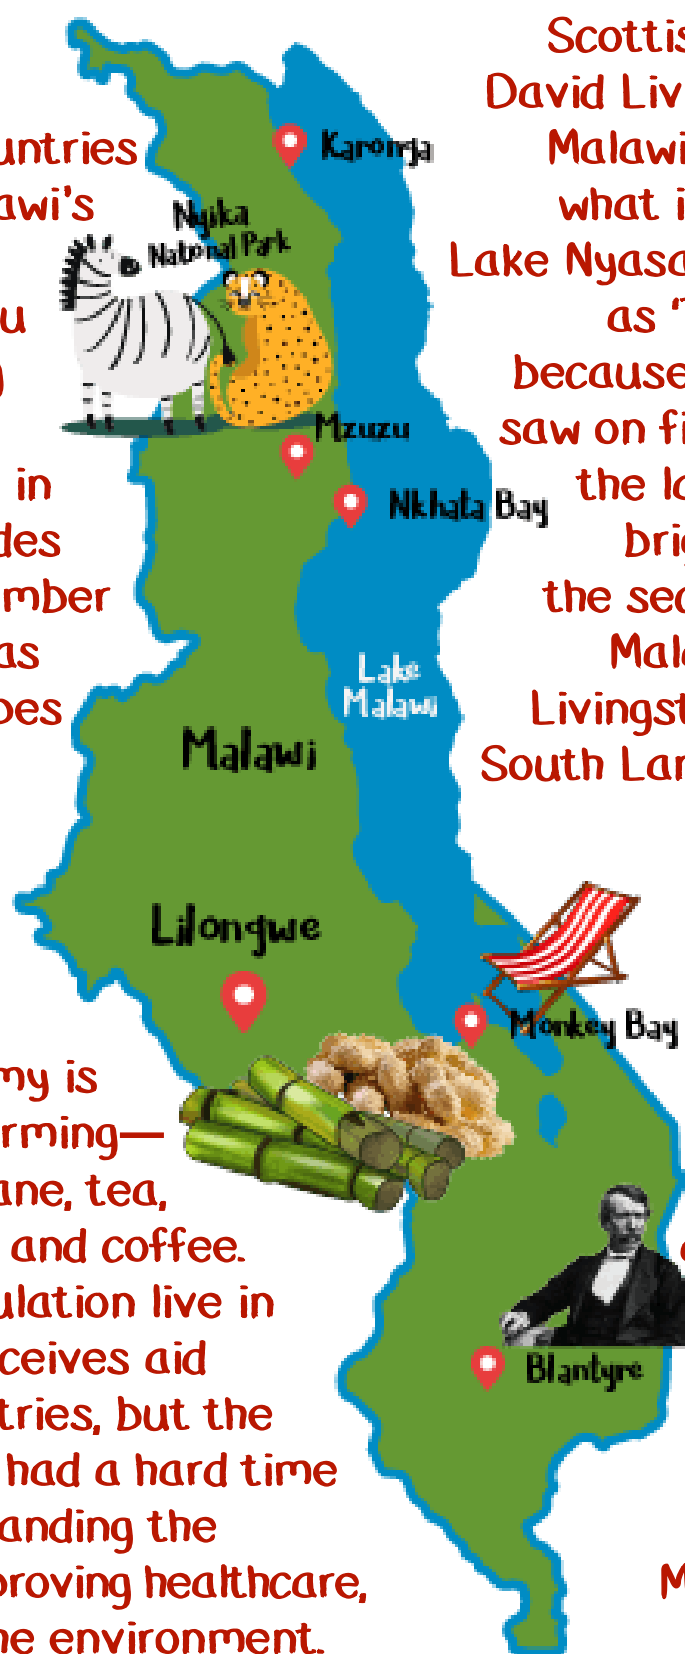 untries
awi's
u
in
des
mber
as
oes
my is
rming—
ane, tea,
and coffee.
ulation live in
ceives aid
tries, but the
had a hard time
anding the
proving healthcare,
he environment.
Karonga
Nyika
National Park
Mzuzu
Nkhata Bay
Lake
Malawi
Malawi
Lilongwe
Monkey Bay
Blantyre
Scottis
David Liv
Malawi
what i
Lake Nyasa
as
because
saw on fi
the la
brig
the sea
Mala
Livingst
South Lan
M